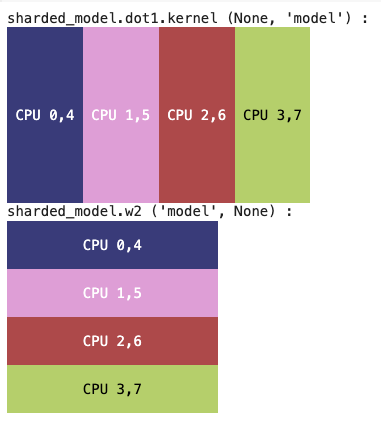 sharded_model.dot1.kernel (None, 'model') :
CPU 0,4 CPU 1,5 CPU 2,6 CPU 3,7
sharded_model.w2 ('model', None) :
CPU 0,4
CPU 1,5
CPU 2,6
CPU 3,7